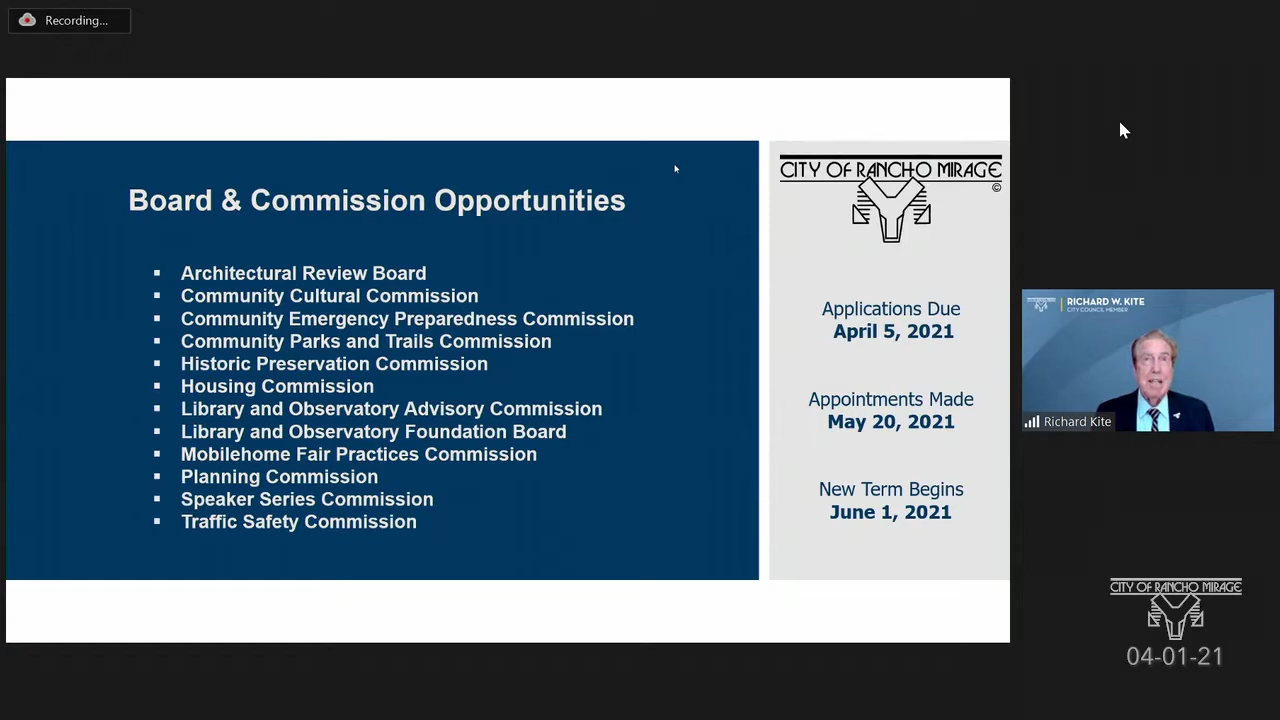 Recording...
Board & Commission Opportunities
Architectural Review Board
Community Cultural Commission
Community Emergency Preparedness Commission
Community Parks and Trails Commission
Historic Preservation Commission
Housing Commission
Library and Observatory Advisory Commission
Library and Observatory Foundation Board
Mobilehome Fair Practices Commission
Planning Commission
Speaker Series Commission
Traffic Safety Commission
CITY OF RANCHO MIRAGE
©
Applications Due
April 5, 2021
Appointments Made
May 20, 2021
New Term Begins
June 1, 2021
RICHARD W. KITE
CITY COUNCIL MEMBER
Richard Kite
CITY OF RANCHO MIRAGE
04-01-21